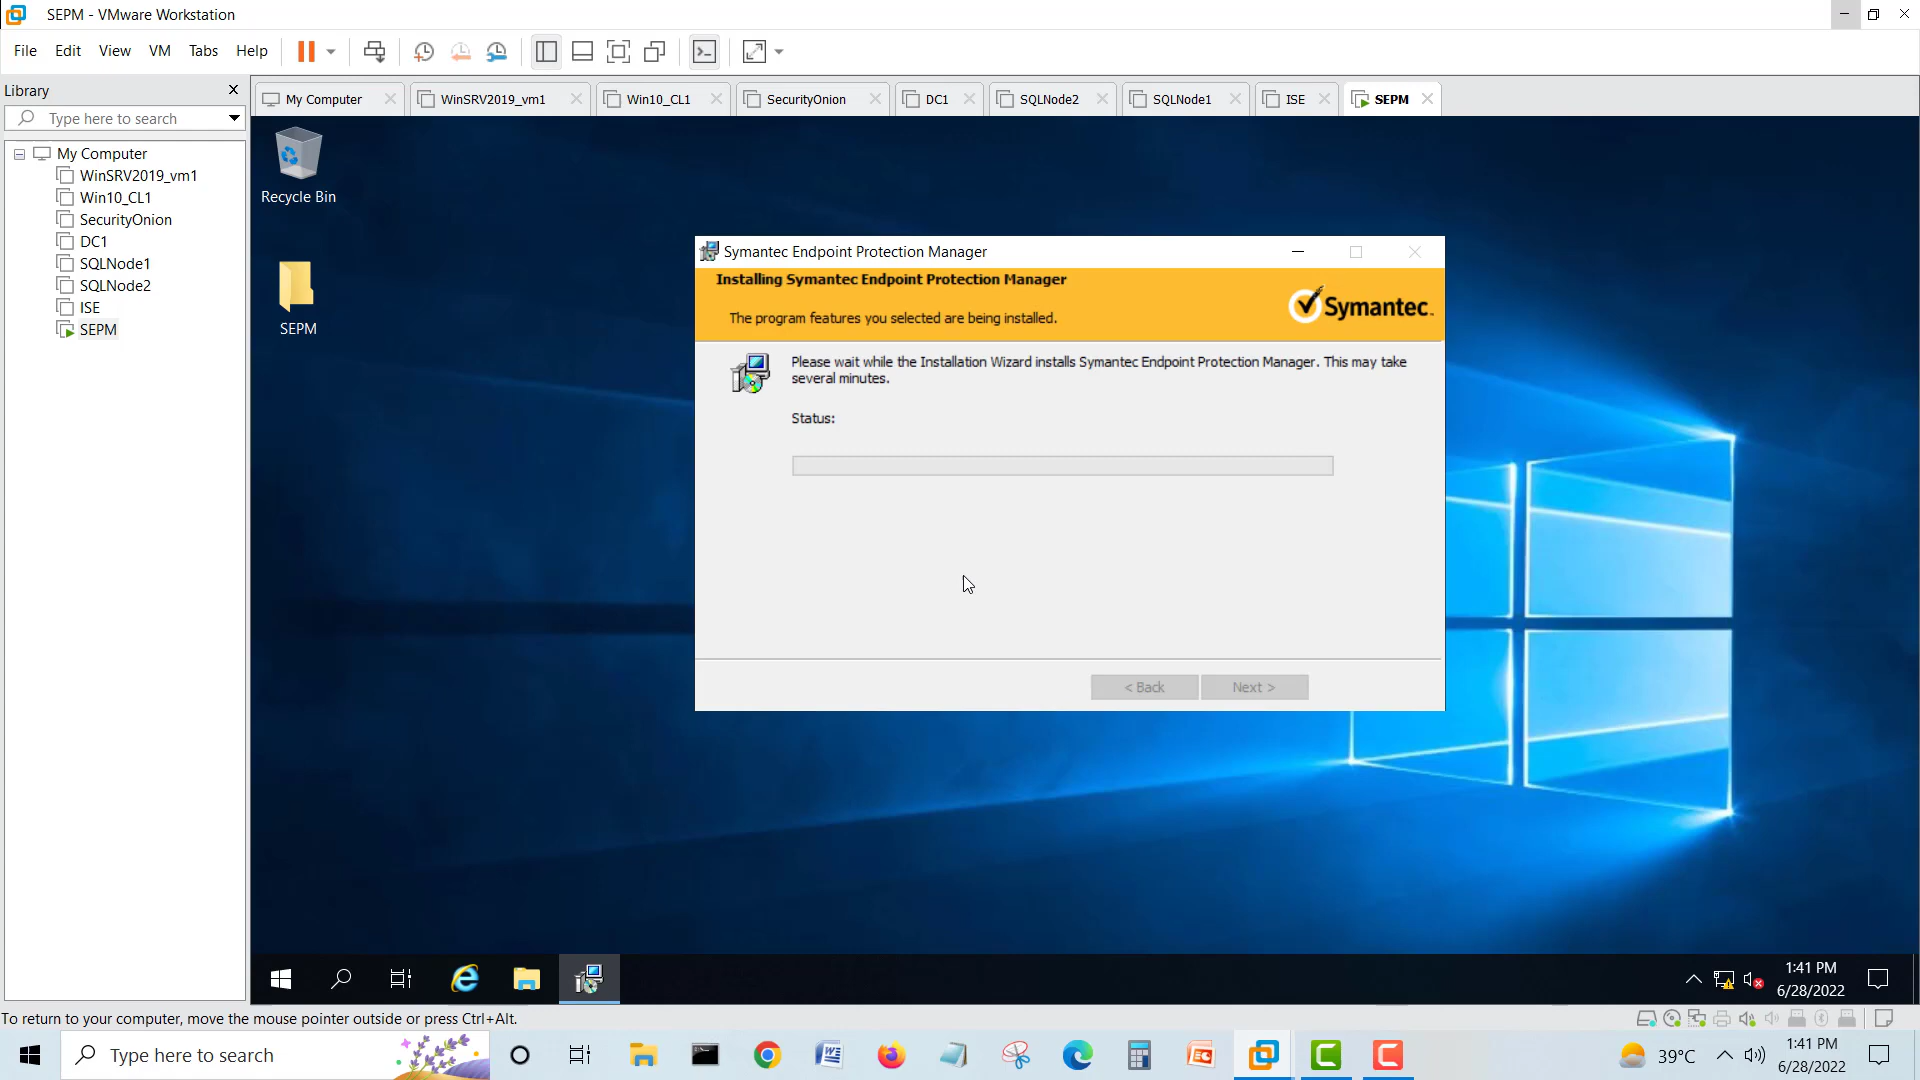 SEPM - VMware Workstation
File Edit View VM Tabs Help
Library
Type here to search
My Computer
WinSRV2019_vm1
Win10_CL1
SecurityOnion
DC1
SQLNode1
SQLNode2
ISE
SEPM
My Computer WinSRV2019_vm1 Win10_CL1 SecurityOnion DC1 SQLNode2 SQLNode1 ISE SEPM
Recycle Bin
SEPM
Symantec Endpoint Protection Manager
Installing Symantec Endpoint Protection Manager
The program features you selected are being installed.
Symantec.
Please wait while the Installation Wizard installs Symantec Endpoint Protection Manager. This may take
several minutes.
Status:
< Back Next >
1:41 PM
6/28/2022
To return to your computer, move the mouse pointer outside or press Ctrl+Alt.
Type here to search
39°C
1:41 PM
6/28/2022